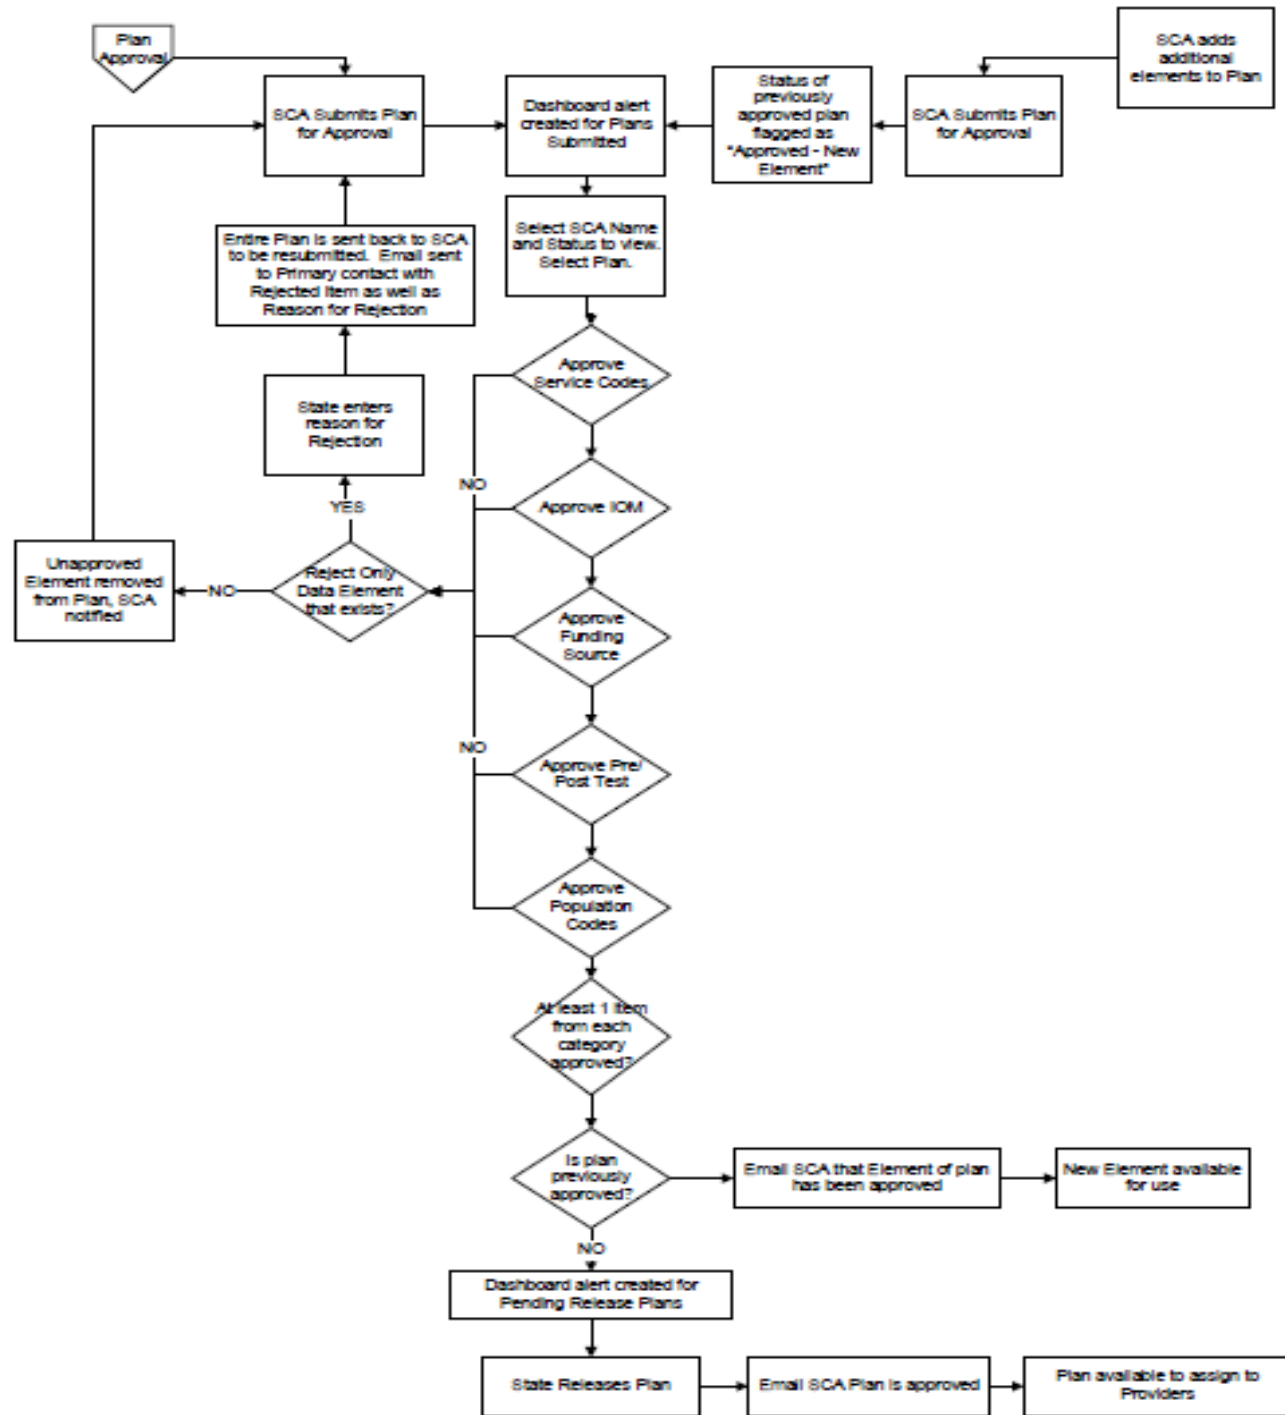 Plan
Approval
SCA adds
additional
elements to Plan
SCA Submits Plan
for Approval
Dashboard alert
created for Plans
Submitted
Status of
previously
approved plan
flagged as
"Approved - New
Element"
SCA Submits Plan
for Approval
Select SCA Name
and Status to view.
Select Plan.
Entire Plan is sent back to SCA
to be resubmitted. Email sent
to Primary contact with
Rejected Item as well as
Reason for Rejection
Approve
Service Codes
State enters
reason for
Rejection
NO
YES
Approve IOM
Unapproved
Element removed
from Plan, SCA
notified
NO
Reject Only
Data Element
that exists?
Approve
Funding
Source
NO
Approve Pre/
Post Test
Approve
Population
Codes
At least 1 Item
from each
category
approved?
Is plan
previously
approved?
Email SCA that Element of plan
has been approved
New Element available
for use
NO
Dashboard alert created for
Pending Release Plans
State Releases Plan
Email SCA Plan is approved
Plan available to assign to
Providers